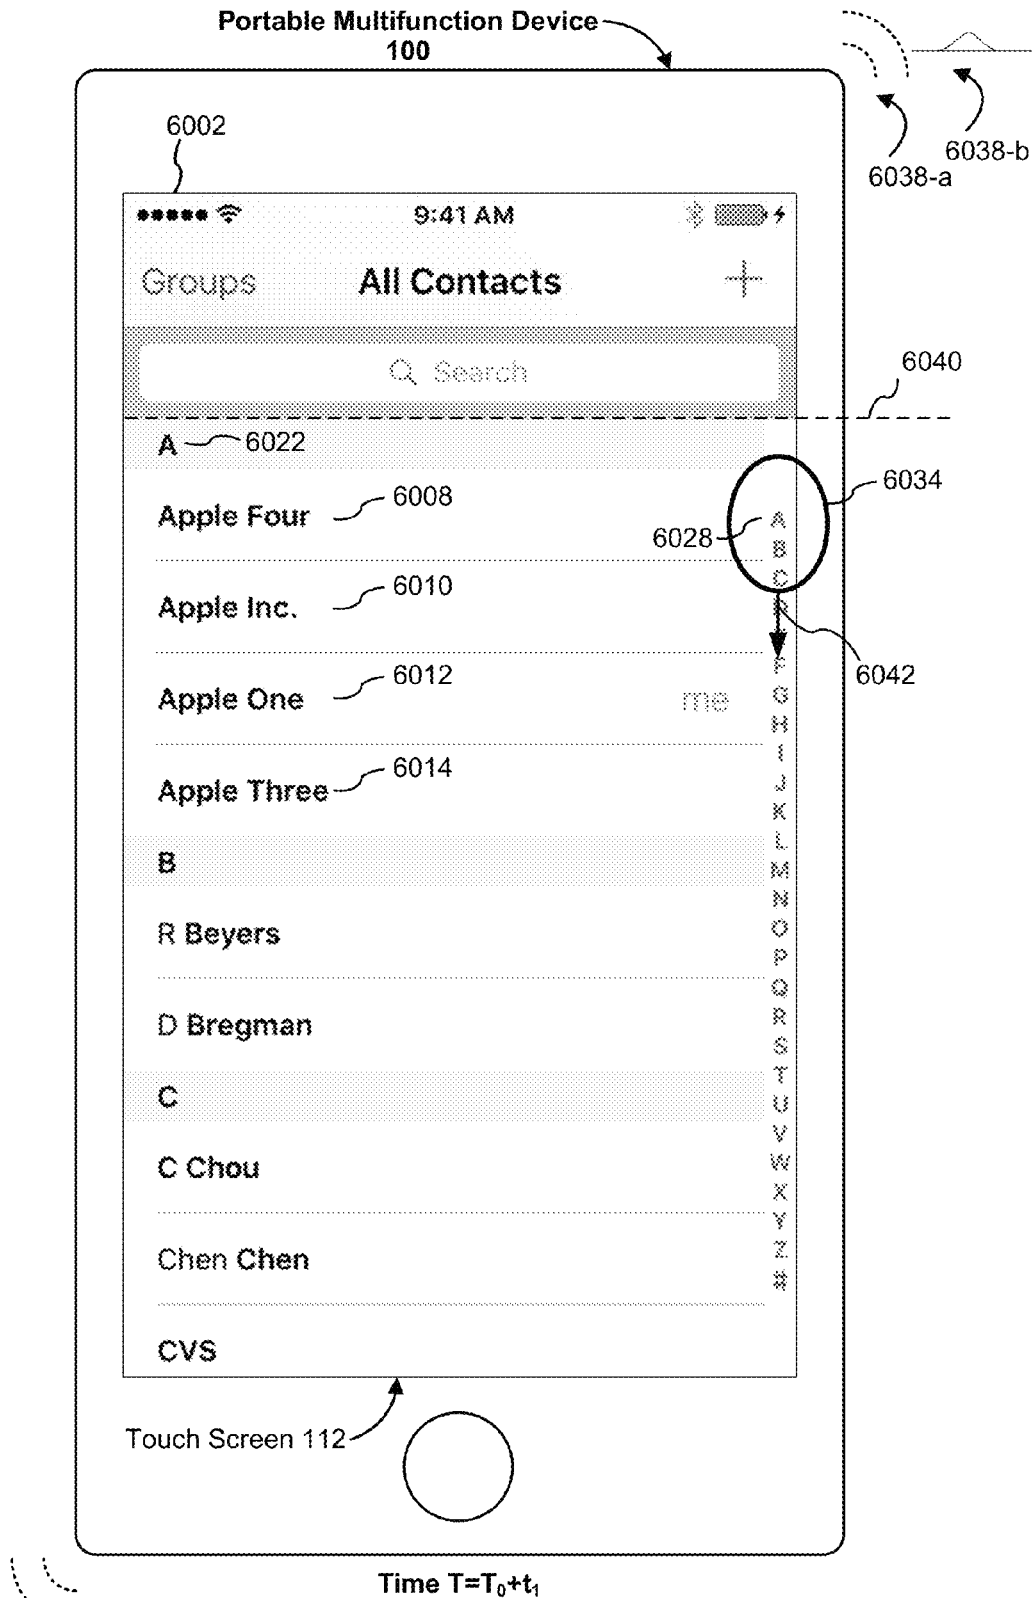 Portable Multifunction Device
100
6038-b
6038-a
6002
9:41 AM
Groups All Contacts +
Search
6040
A 6022
6034
Apple Four 6008
6028
A
B
C
Apple Inc. 6010
6042
Apple One 6012 me
Apple Three 6014
B
R Beyers
D Bregman
C
C Chou
Chen Chen
CVS
F
G
H
I
J
K
L
M
N
O
P
Q
R
S
T
U
V
W
X
Y
Z
#
Touch Screen 112
Time T=T₀+t₁